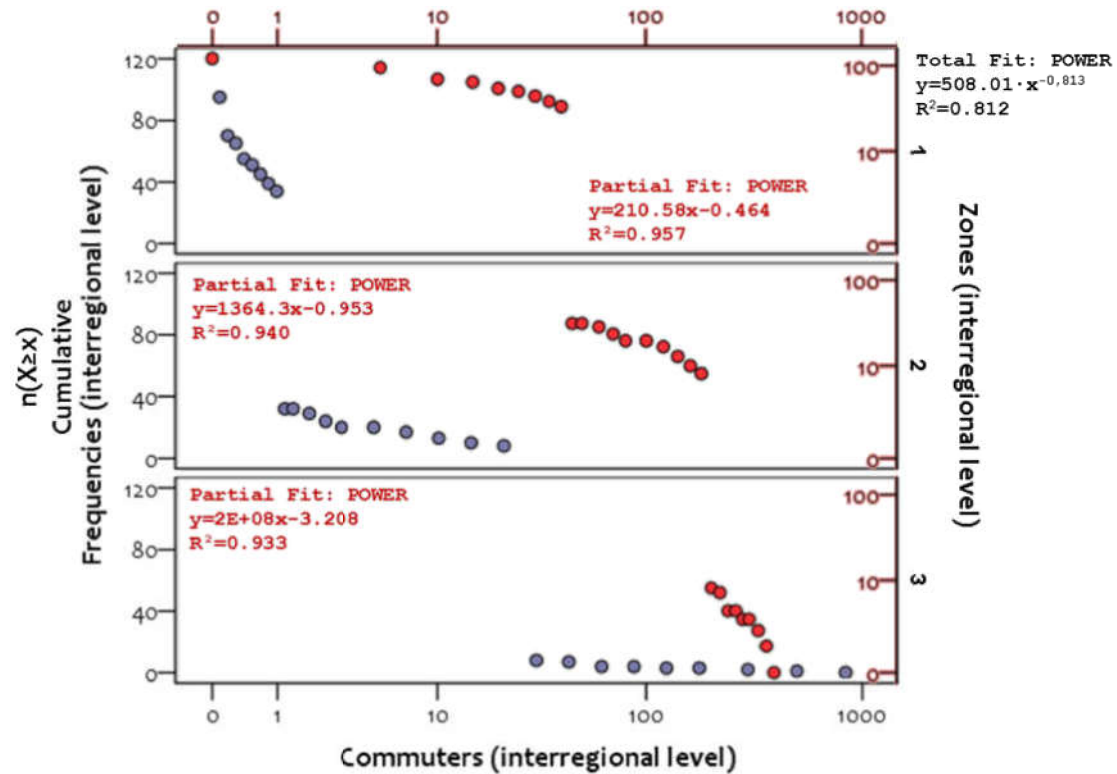 0 1 10 100 1000
120
80
40
0
100
10
0
1
Total Fit: POWER
y=508.01·x-0,813
R²=0.812
Partial Fit: POWER
y=210.58x-0.464
R²=0.957
120
80
40
0
100
10
0
2
Partial Fit: POWER
y=1364.3x-0.953
R²=0.940
120
80
40
0
100
10
0
3
Partial Fit: POWER
y=2E+08x-3.208
R²=0.933
n(X≥x)
Cumulative
Frequencies (interregional level)
Zones (interregional level)
0 1 10 100 1000
Commuters (interregional level)